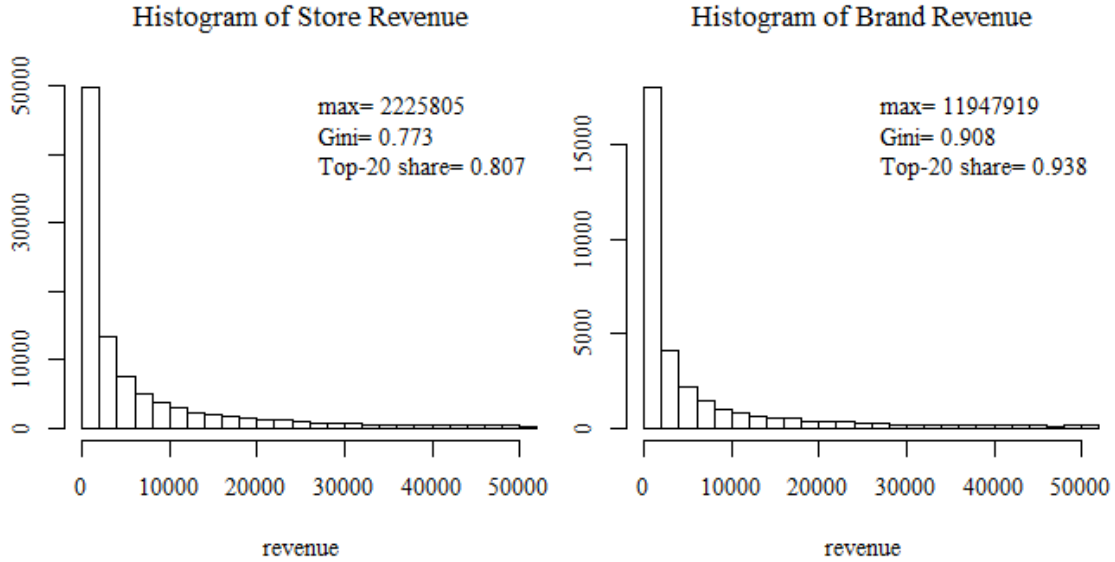 Histogram of Store Revenue
max= 2225805
Gini= 0.773
Top-20 share= 0.807
50000
30000
10000
0
0 10000 20000 30000 40000 50000
revenue
Histogram of Brand Revenue
max= 11947919
Gini= 0.908
Top-20 share= 0.938
15000
10000
5000
0
0 10000 20000 30000 40000 50000
revenue